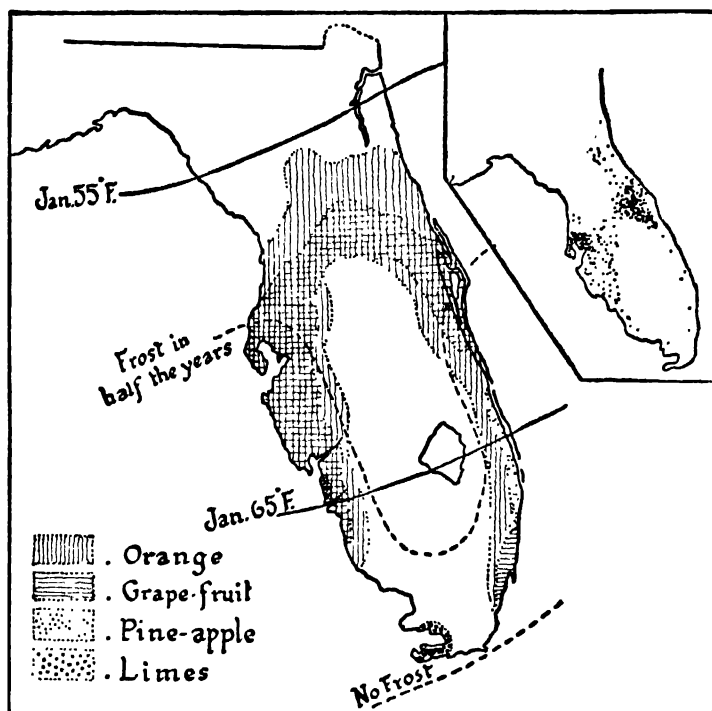 Jan. 55°F.
Frost in
half the years
Jan. 65°F.
. Orange
. Grape-fruit
. Pine-apple
. Limes
No Frost